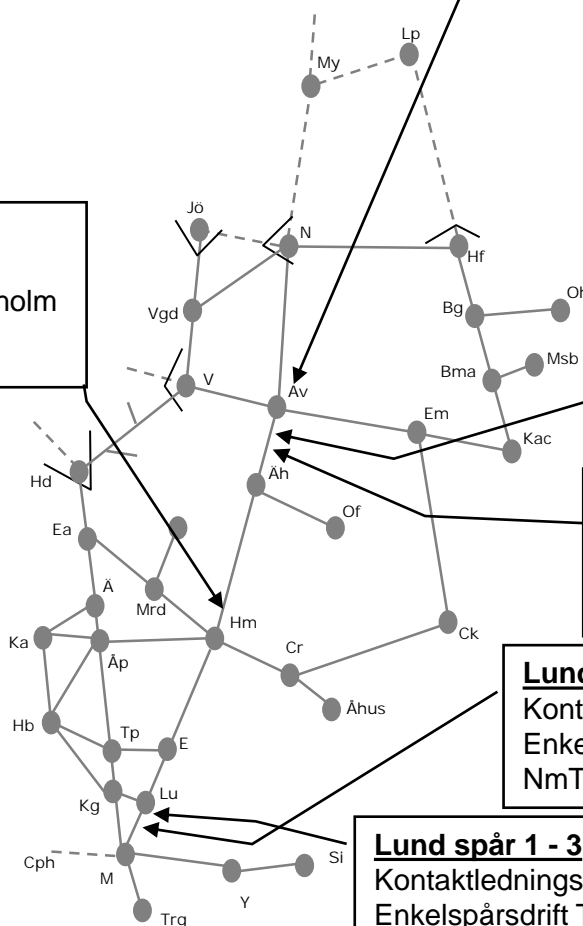 Lp
My
Jö
N
nolm
Hf
Vgd
Bg
Oh
V
Msb
Bma
Av
Em
Kac
Äh
Hd
Of
Ea
Ä
Mrd
Hm
Ka
Cr
Ck
Åp
Lund
Åhus
Kont
Hb
Tp
E
Enke
NmT
Kg
Lu
Lund spår 1 - 3
Cph
Si
Kontaktlednings
M
Y
Enkelspårsdrift T
Trg